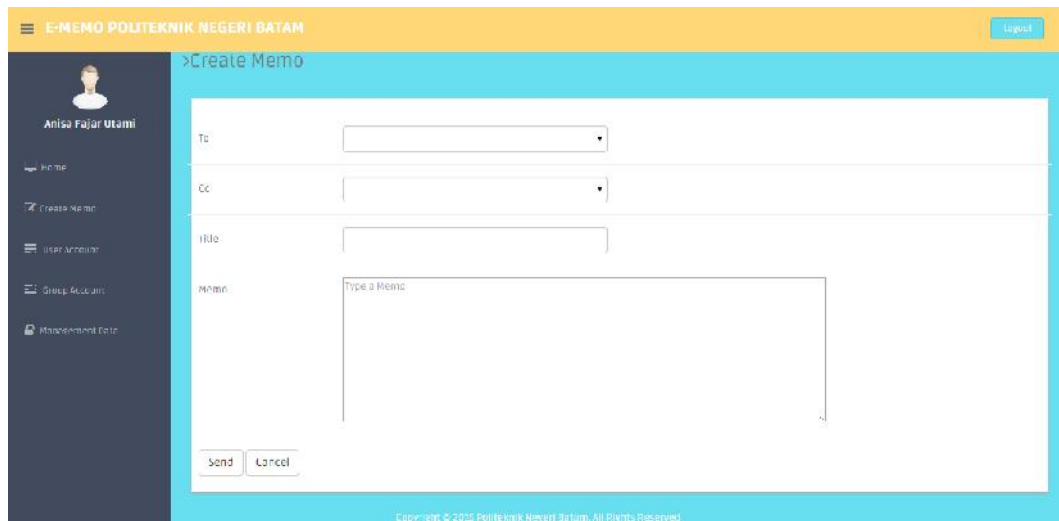 E-MEMO POLITEKNIK NEGERI BATAM
Logout
>Create Memo
Anisa Fajar Utami
Home
Create Memo
User Account
Group Account
Management Data
To
Cc
Title
Memo
Type a Memo
Send
Cancel
Copyright © 2015 Politeknik Negeri Batam. All Rights Reserved